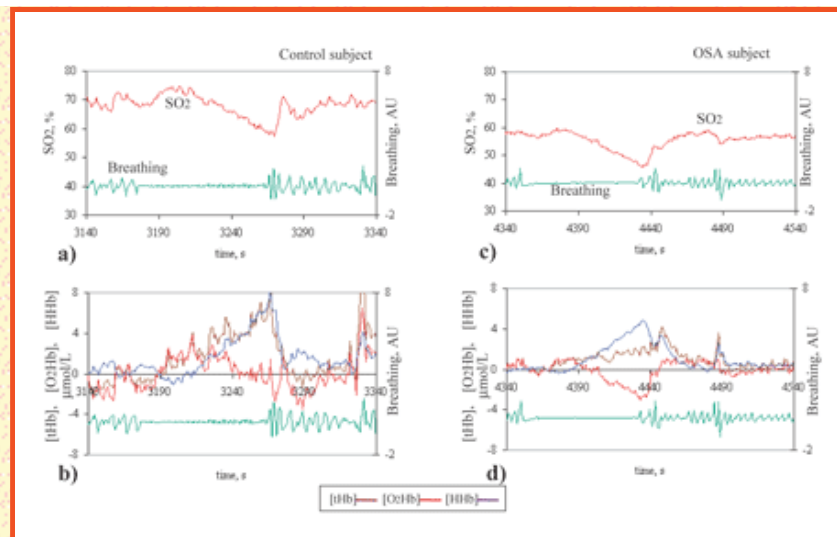 Control subject
80
70
60
50
40
30
SO2, %
SO2
Breathing
8
-2
Breathing, AU
3140 3190 3240 3290 3340
time, s
a)
OSA subject
80
70
60
50
40
30
SO2, %
SO2
Breathing
8
-2
Breathing, AU
4340 4390 4440 4490 4540
time, s
c)
[tHb], [O2Hb], [HHb]
µmol/L
8
4
0
-4
-8
8
-2
Breathing, AU
3190 3240 3290 3340
time, s
b)
[tHb], [O2Hb], [HHb]
µmol/L
8
4
0
-4
-8
8
-2
Breathing, AU
4340 4390 4440 4490 4540
time, s
d)
[tHb] [O2Hb] [HHb]